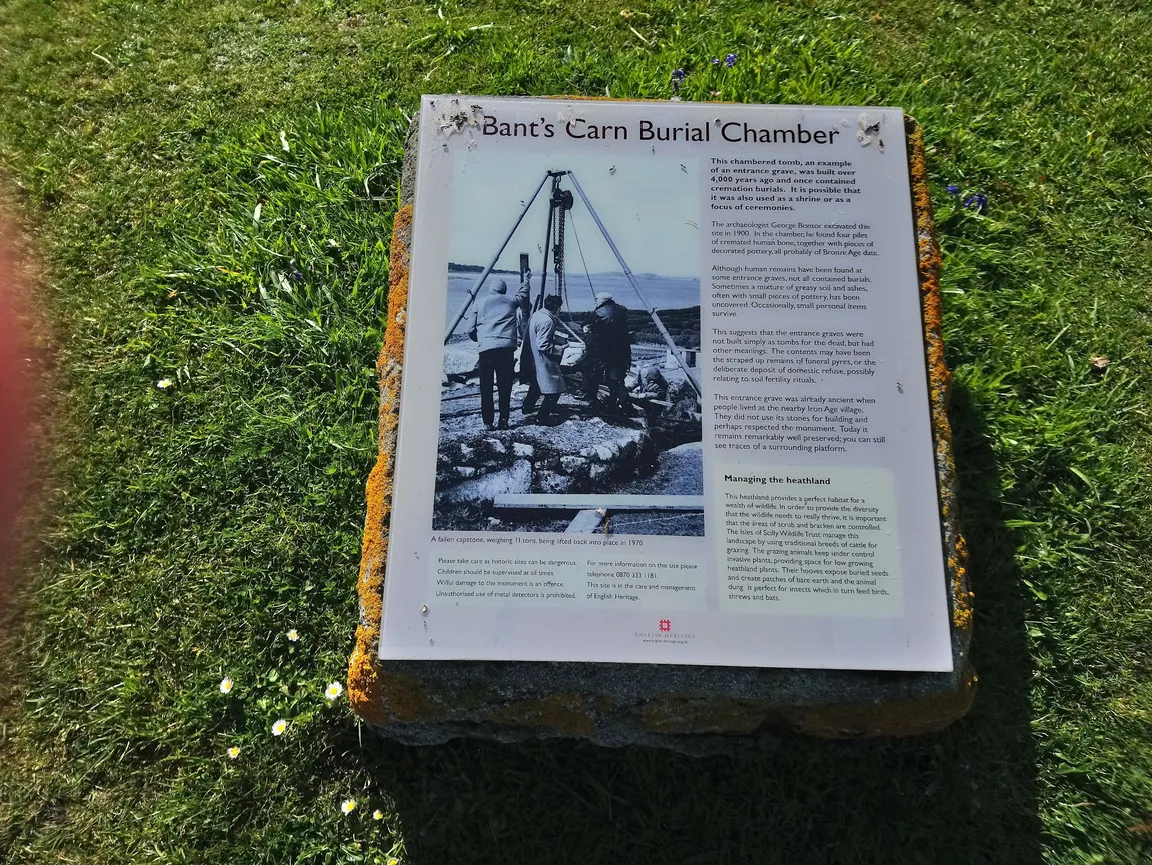 Bant's Carn Burial Chamber
This chambered tomb, an example
of an entrance grave, was built over
4,000 years ago and once contained
cremation burials. It is possible that
it was also used as a shrine or as a
focus of ceremonies.
The archaeologist George Bonsor excavated this
site in 1900. In the chamber, he found four piles
of cremated human bone, together with pieces of
decorated pottery, all probably of Bronze Age date.
Although human remains have been found at
some entrance graves, not all contained burials.
Sometimes a mixture of greasy soil and ashes,
often with small pieces of pottery, has been
uncovered. Occasionally, small personal items
survive.
This suggests that the entrance graves were
not built simply as tombs for the dead, but had
other meanings. The contents may have been
the scraped up remains of funeral pyres, or the
deliberate deposit of domestic refuse, possibly
relating to soil fertility rituals.
This entrance grave was already ancient when
people lived at the nearby Iron Age village.
They did not use its stones for building and
perhaps respected the monument. Today it
remains remarkably well preserved; you can still
see traces of a surrounding platform.
Managing the heathland
This heathland provides a perfect habitat for a
wealth of wildlife. In order to provide the diversity
that the wildlife needs to really thrive, it is important
that the areas of scrub and bracken are controlled.
The Isles of Scilly Wildlife Trust manage this
landscape by using traditional breeds of cattle for
grazing. The grazing animals keep under control
invasive plants, providing space for low growing
heathland plants. Their hooves expose buried seeds
and create patches of bare earth and the animal
dung is perfect for insects which in turn feed birds,
shrews and bats.
A fallen capstone, weighing 11 tons, being lifted back into place in 1970.
Please take care as historic sites can be dangerous.
Children should be supervised at all times.
Wilful damage to the monument is an offence.
Unauthorised use of metal detectors is prohibited.
For more information on this site please
telephone 0870 333 1181.
This site is in the care and management
of English Heritage.
ENGLISH HERITAGE
www.english-heritage.org.uk